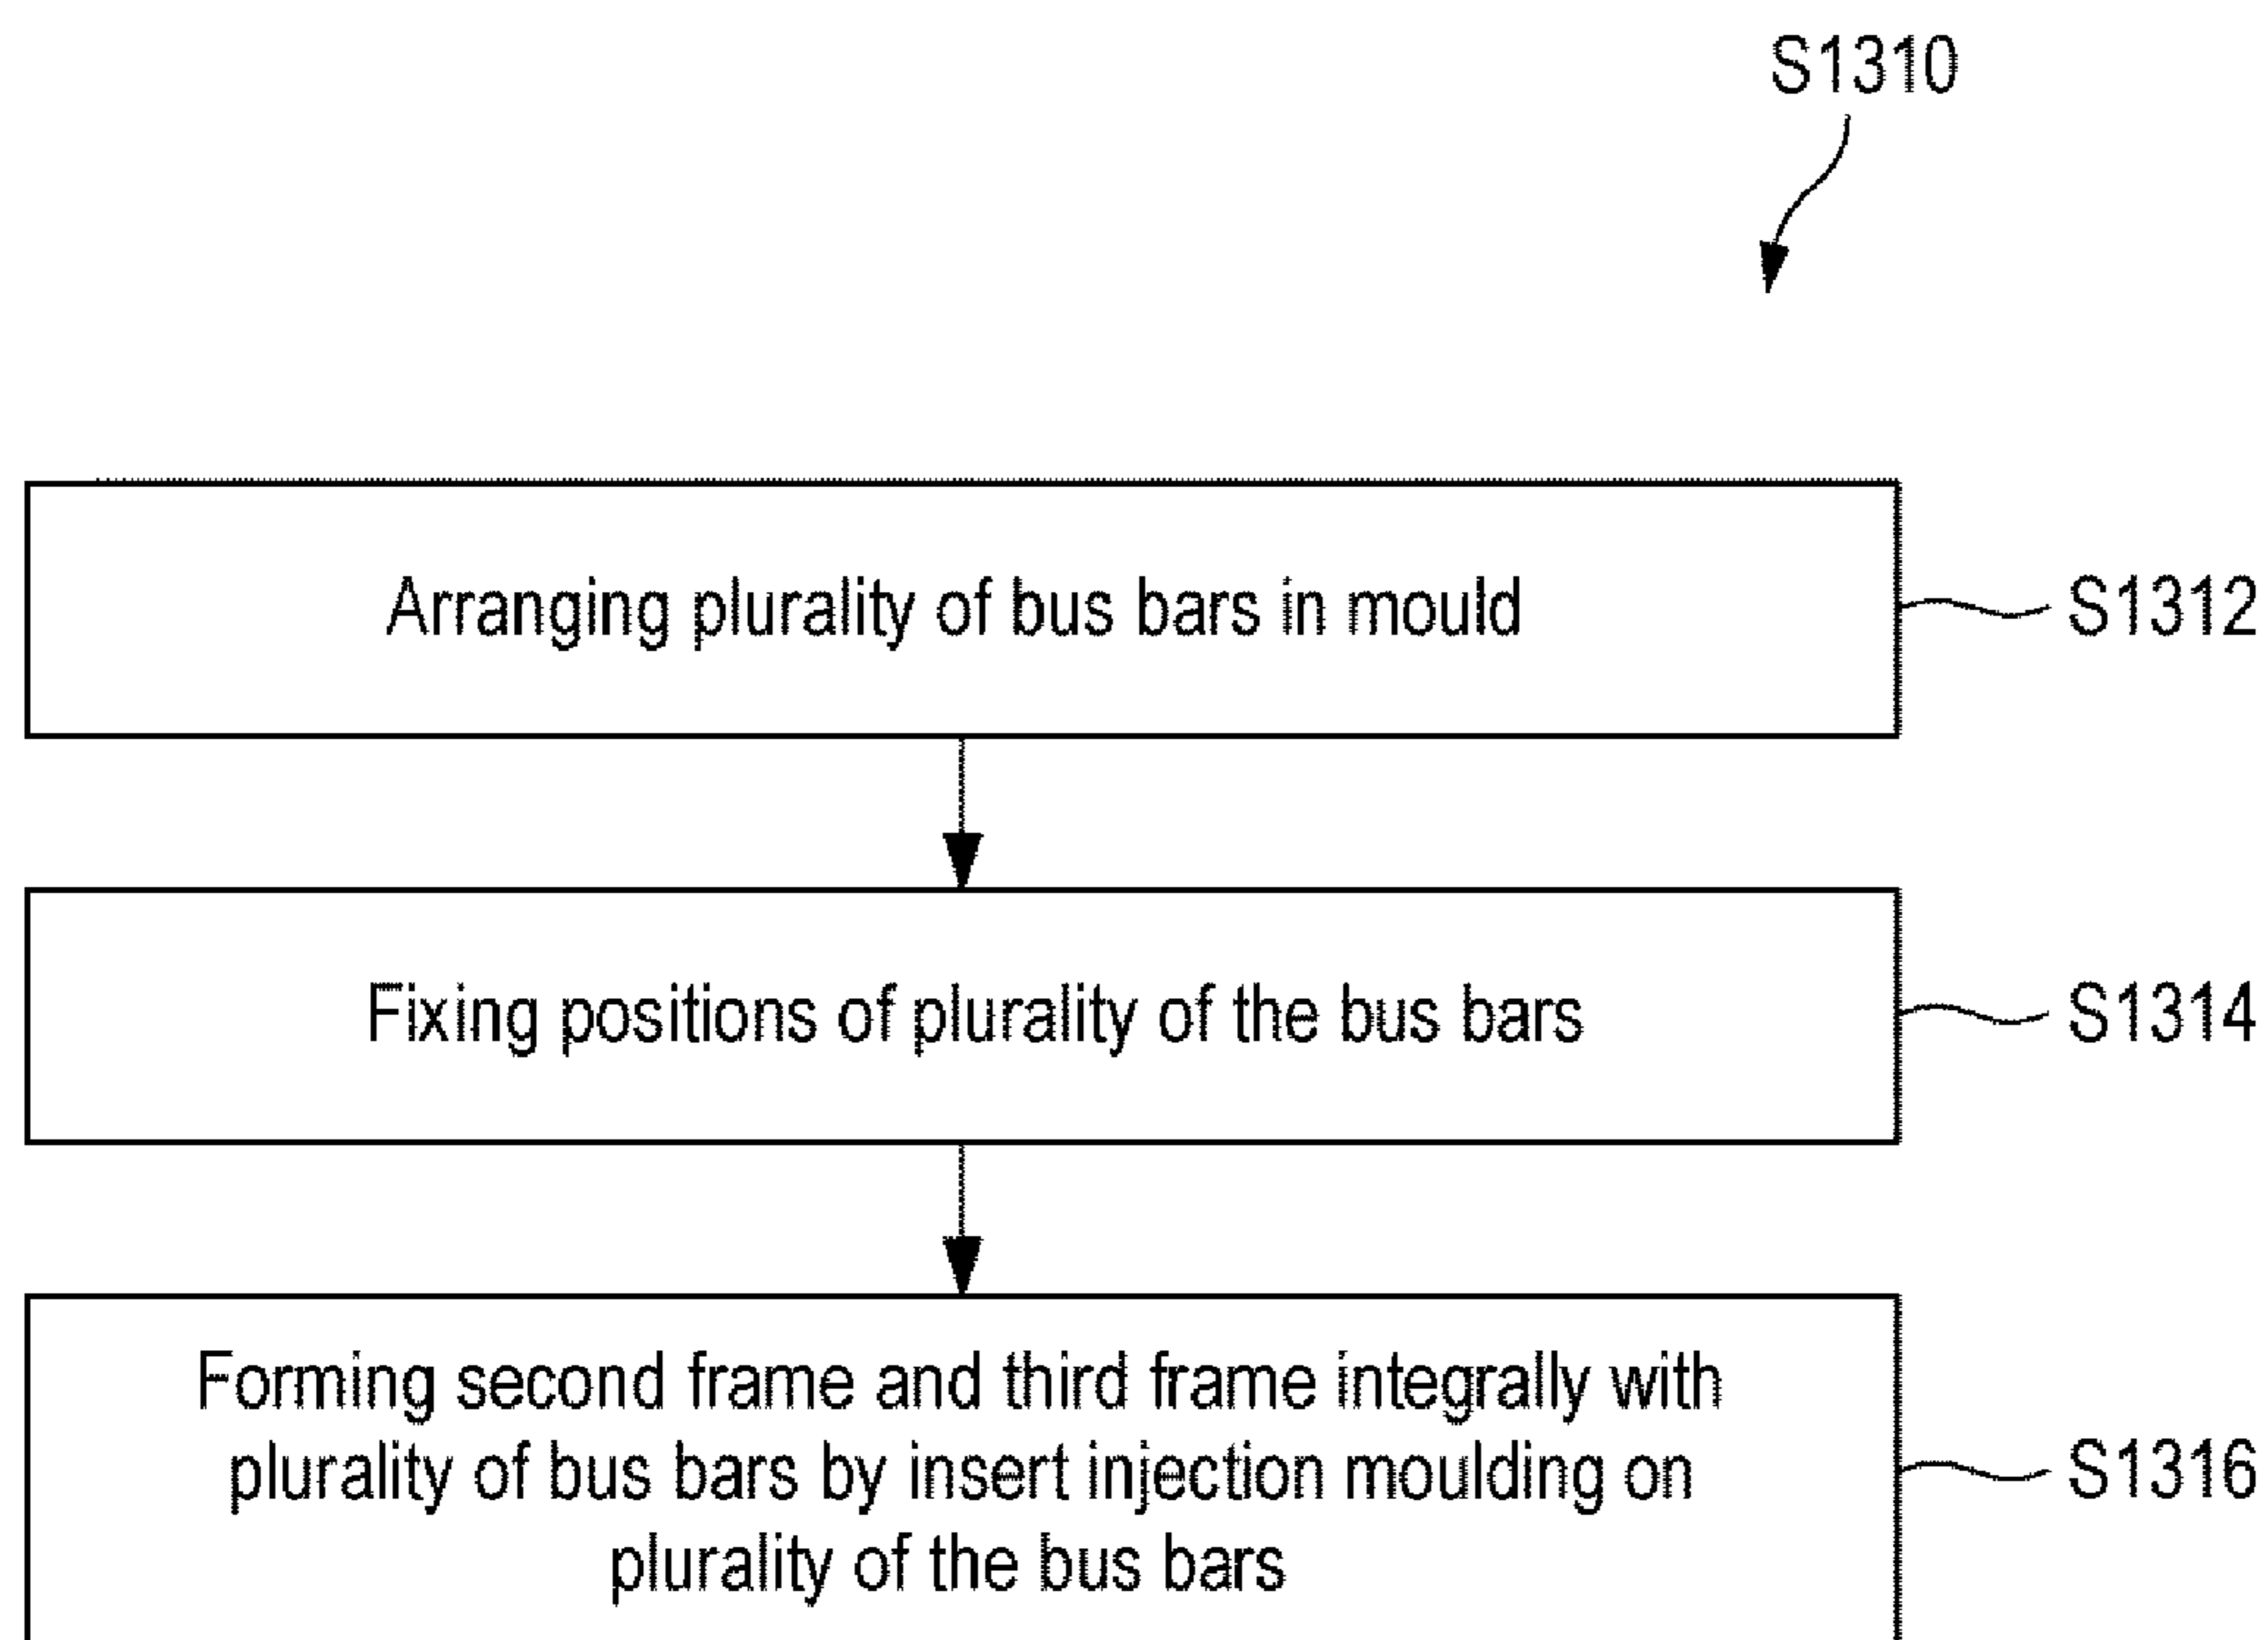 S1310
Arranging plurality of bus bars in mould
S1312
Fixing positions of plurality of the bus bars
S1314
Forming second frame and third frame integrally with
plurality of bus bars by insert injection moulding on
plurality of the bus bars
S1316